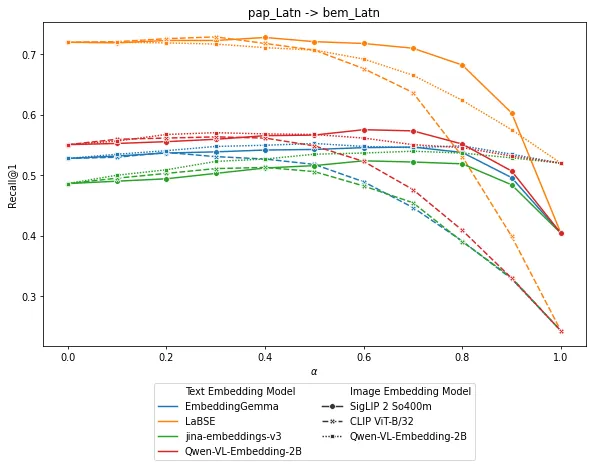 pap_Latn -> bem_Latn
0.7
0.6
0.5
0.4
0.3
Recall@1
0.0 0.2 0.4 0.6 0.8 1.0
α
Text Embedding Model Image Embedding Model
EmbeddingGemma SigLIP 2 So400m
LaBSE CLIP ViT-B/32
jina-embeddings-v3 Qwen-VL-Embedding-2B
Qwen-VL-Embedding-2B